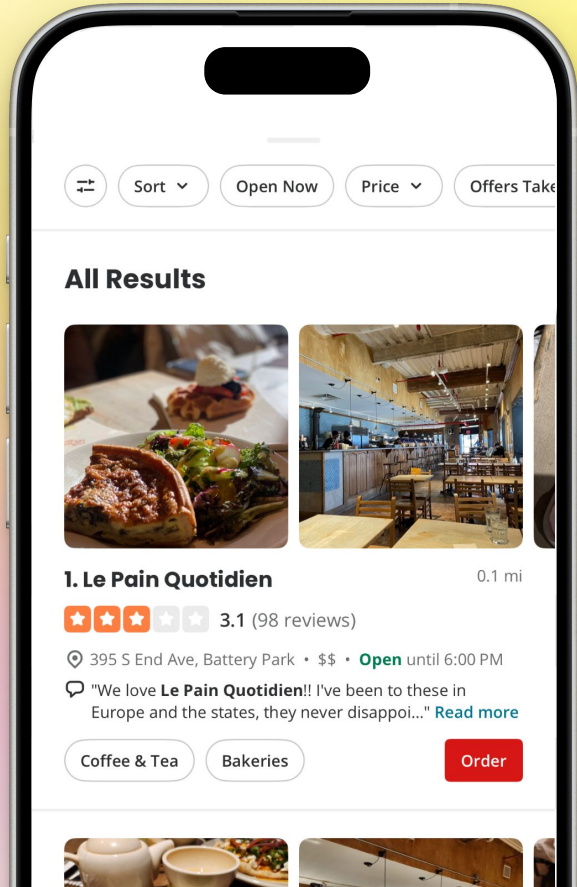 Sort
Open Now
Price
Offers Take
All Results
1. Le Pain Quotidien
0.1 mi
3.1 (98 reviews)
395 S End Ave, Battery Park • $$ • Open until 6:00 PM
"We love Le Pain Quotidien!! I've been to these in
Europe and the states, they never disappoi..." Read more
Coffee & Tea
Bakeries
Order